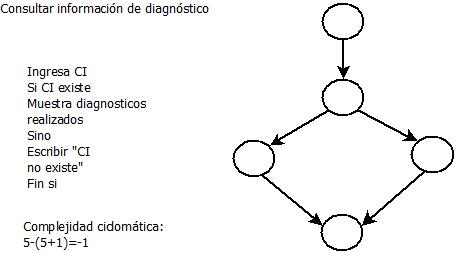 Consultar información de diagnóstico
Ingresa CI
Si CI existe
Muestra diagnosticos
realizados
Sino
Escribir "CI
no existe"
Fin si
Complejidad cidomática:
5-(5+1)=-1